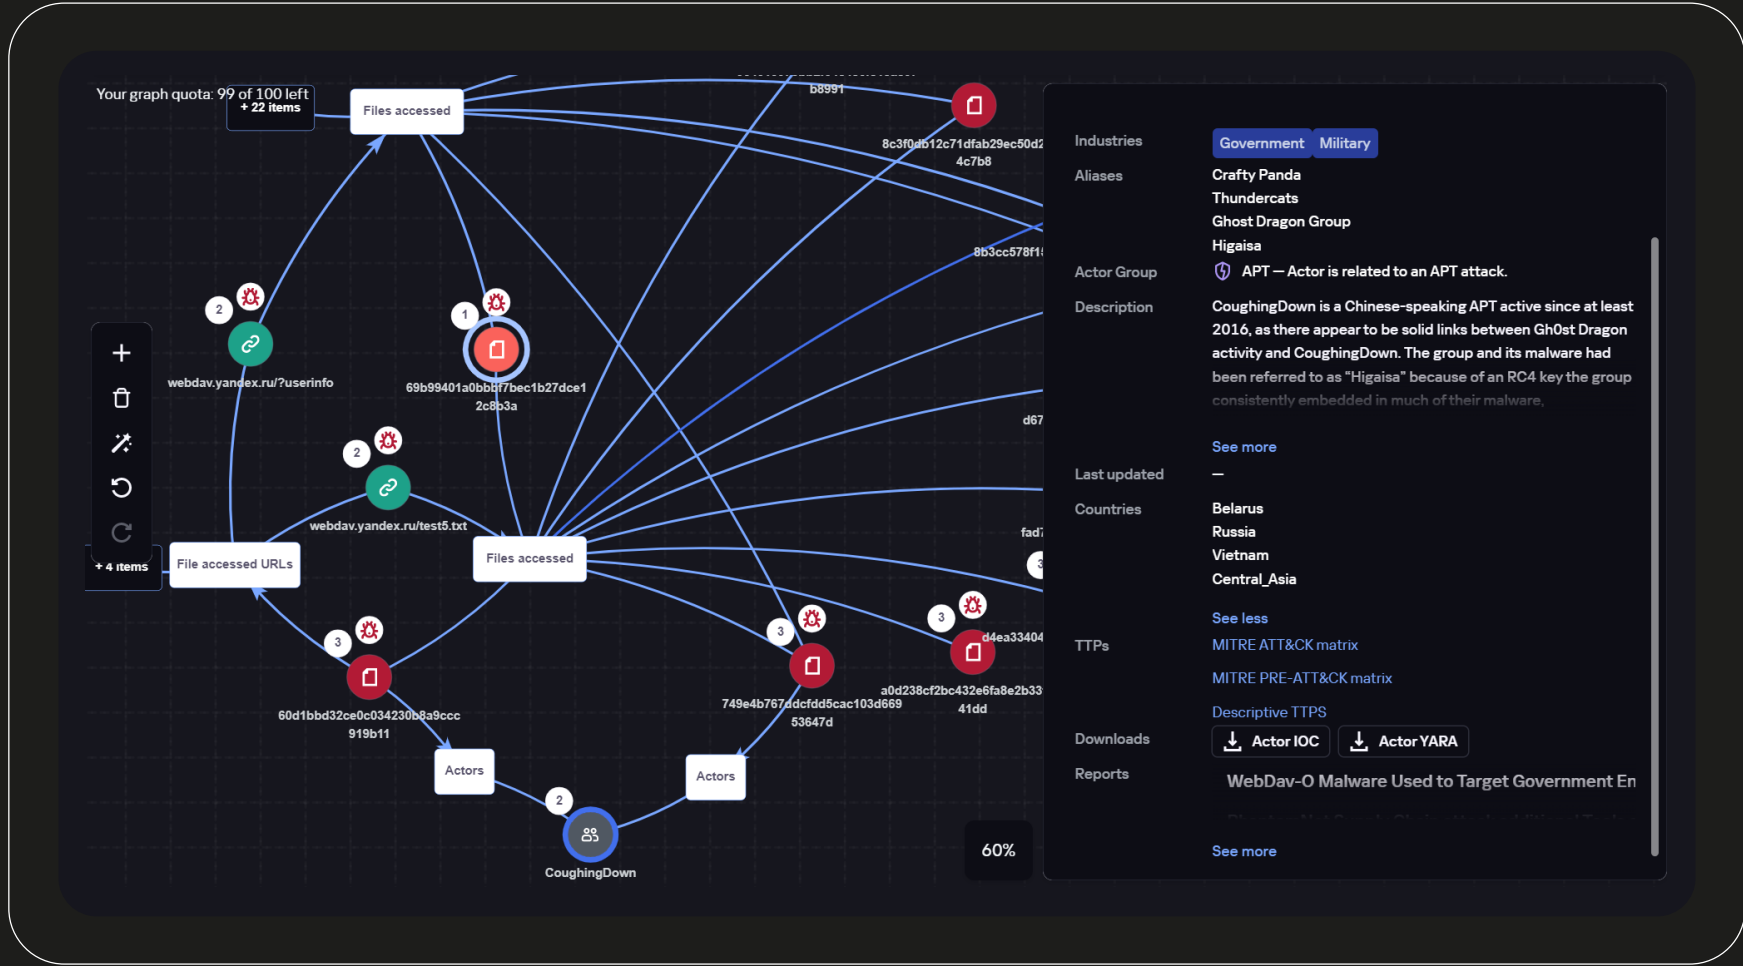 Your graph quota: 99 of 100 left
+ 22 items
Files accessed
b8991
8c3f0db12c71dfab29ec50d2
4c7b8
8b3cc578f1
2
webdav.yandex.ru/?userinfo
1
69b99401a0bbbf7bec1b27dce1
2c8b3a
d67
2
webdav.yandex.ru/test5.txt
fad7
3
+ 4 items
File accessed URLs
Files accessed
3
60d1bbd32ce0c034230b8a9ccc
919b11
3
749e4b767ddcfdd5cac103d669
53647d
3
d4ea33404
a0d238cf2bc432e6fa8e2b33
41dd
Actors
Actors
2
CoughingDown
60%
Industries
Government Military
Aliases
Crafty Panda
Thundercats
Ghost Dragon Group
Higaisa
Actor Group
APT — Actor is related to an APT attack.
Description
CoughingDown is a Chinese-speaking APT active since at least
2016, as there appear to be solid links between Gh0st Dragon
activity and CoughingDown. The group and its malware had
been referred to as “Higaisa” because of an RC4 key the group
consistently embedded in much of their malware,
See more
Last updated
—
Countries
Belarus
Russia
Vietnam
Central_Asia
See less
TTPs
MITRE ATT&CK matrix
MITRE PRE-ATT&CK matrix
Descriptive TTPS
Downloads
Actor IOC
Actor YARA
Reports
WebDav-O Malware Used to Target Government En
See more